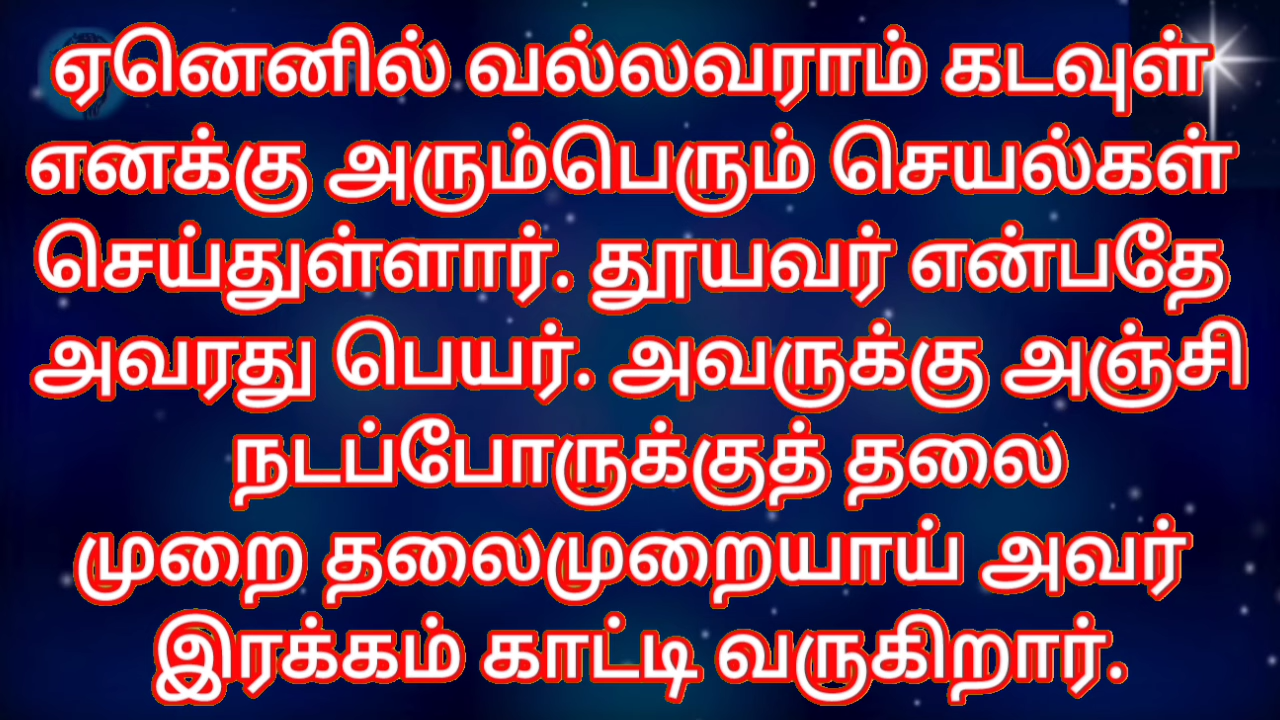 ஏனெனில் வல்லவராம் கடவுள்
எனக்கு அரும்பெரும் செயல்கள்
செய்துள்ளார். தூயவர் என்பதே
அவரது பெயர். அவருக்கு அஞ்சி
நடப்போருக்குத் தலை
முறை தலைமுறையாய் அவர்
இரக்கம் காட்டி வருகிறார்.